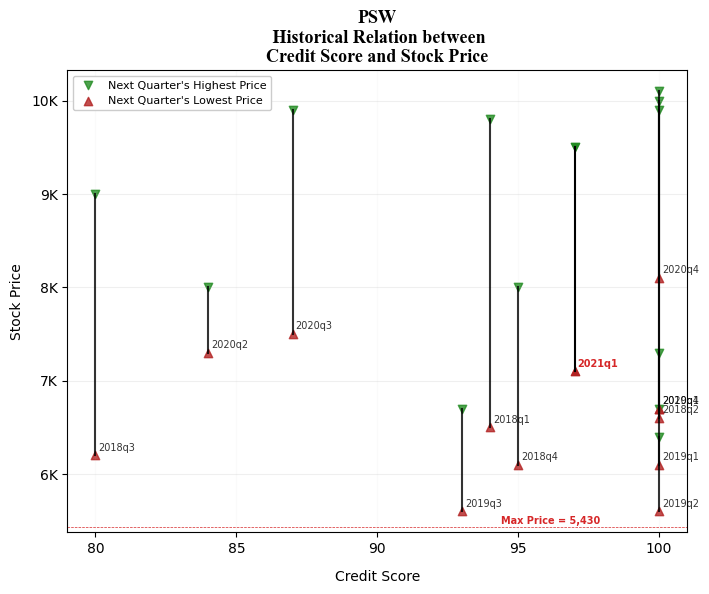 PSW
Historical Relation between
Credit Score and Stock Price
Next Quarter's Highest Price
Next Quarter's Lowest Price
10K
9K
8K
7K
6K
Stock Price
2020q4
2020q3
2020q2
2021q1
2018q2
2018q1
2018q3
2018q4
2019q1
2019q3
2019q2
Max Price = 5,430
80
85
90
95
100
Credit Score